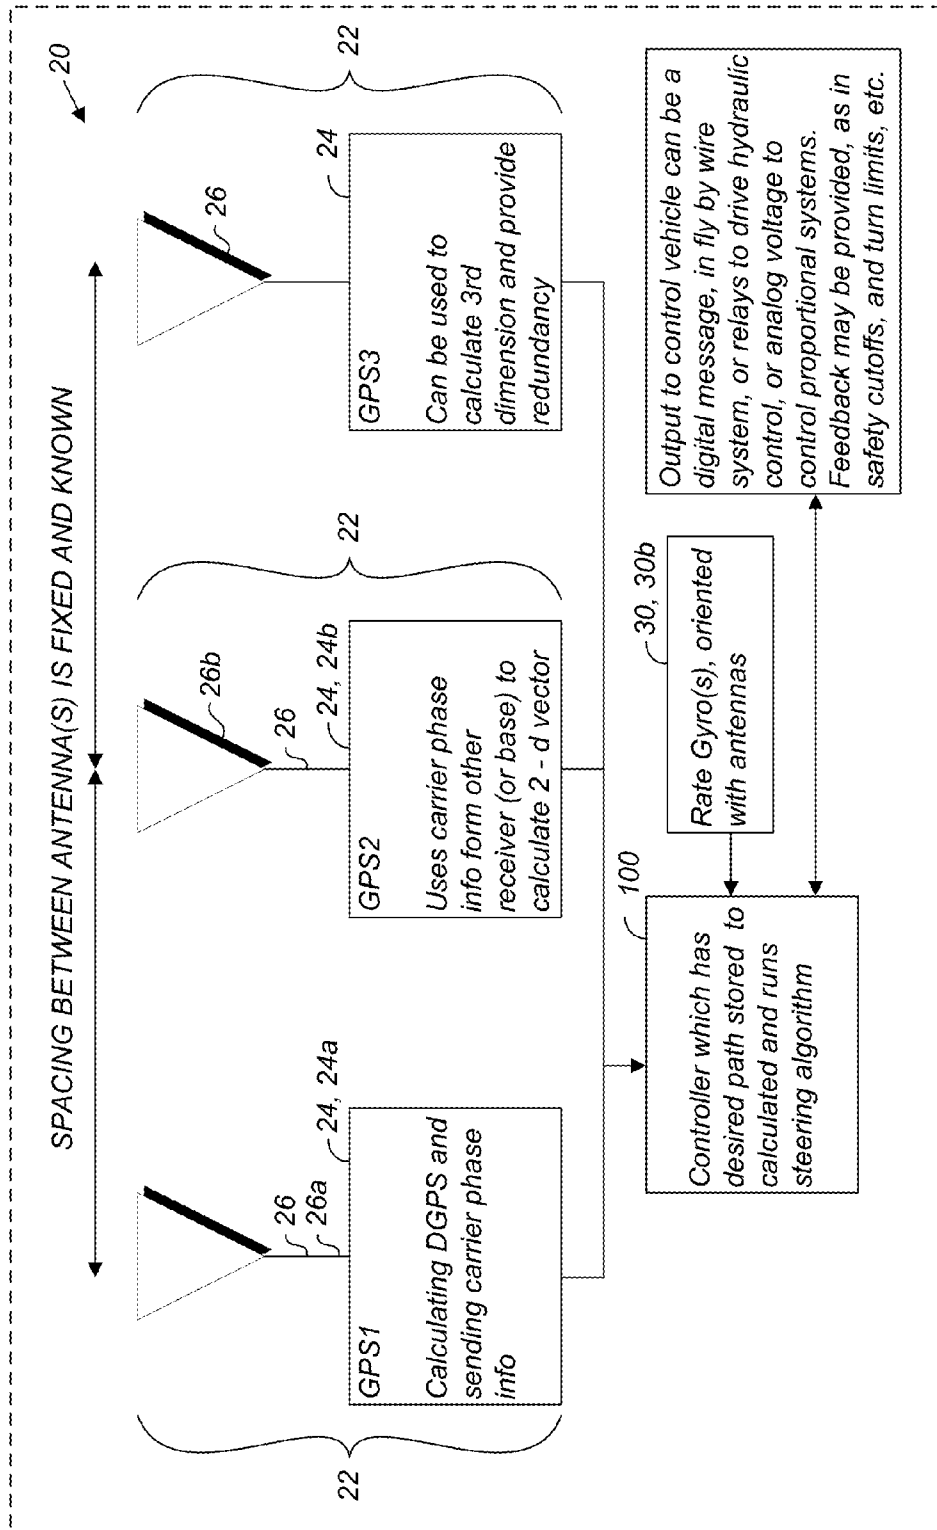 20
SPACING BETWEEN ANTENNA(S) IS FIXED AND KNOWN
26
26a
26b
26
26
22
22
22
24, 24a
24, 24b
24
GPS1
Calculating DGPS and
sending carrier phase
info
GPS2
Uses carrier phase
info form other
receiver (or base) to
calculate 2 - d vector
GPS3
Can be used to
calculate 3rd
dimension and provide
redundancy
100
Controller which has
desired path stored to
calculated and runs
steering algorithm
30, 30b
Rate Gyro(s), oriented
with antennas
Output to control vehicle can be a
digital message, in fly by wire
system, or relays to drive hydraulic
control, or analog voltage to
control proportional systems.
Feedback may be provided, as in
safety cutoffs, and turn limits, etc.